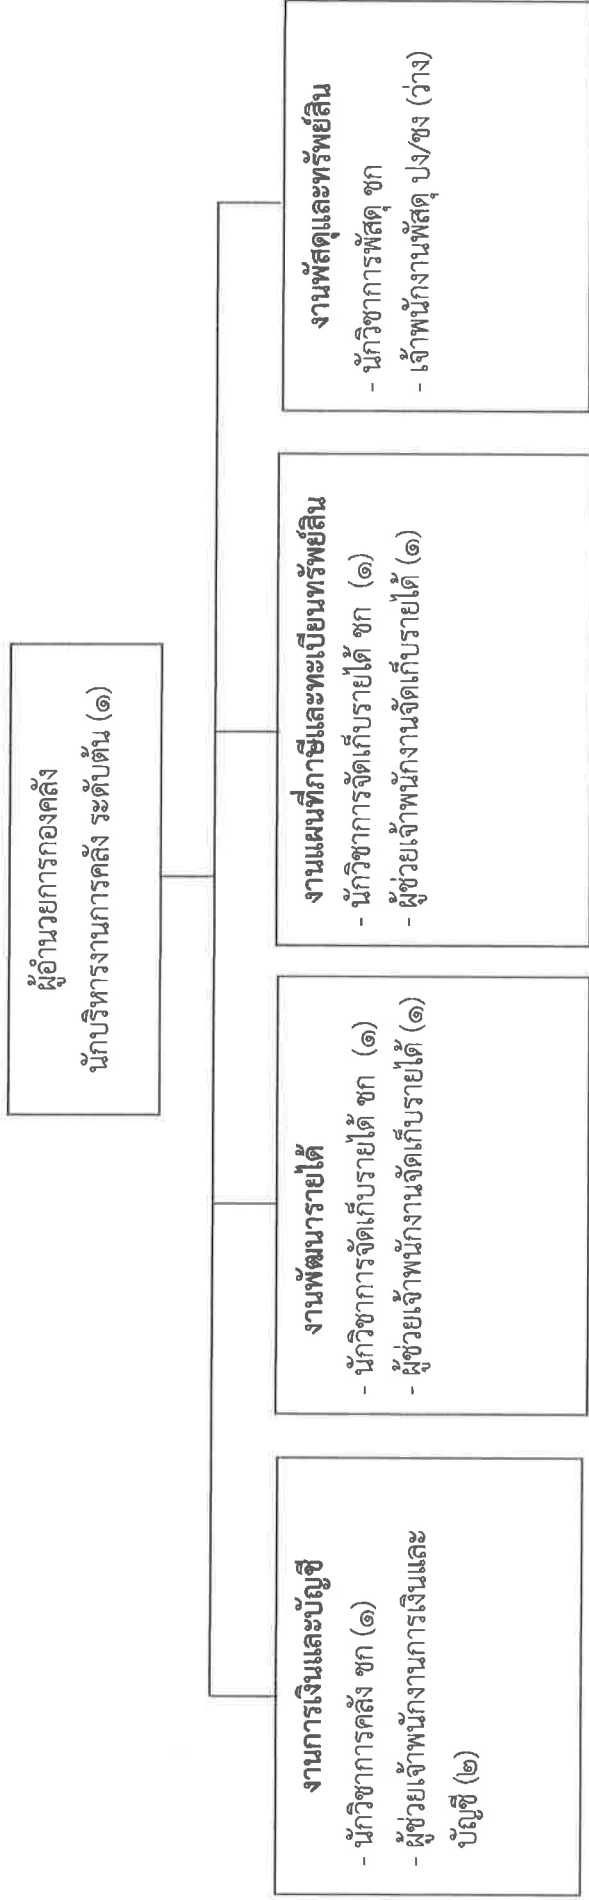 ผู้อำนวยการกองคลัง
นักบริหารงานการคลัง ระดับต้น (๑)
งานการเงินและบัญชี
- นักวิชาการคลัง ชก (๑)
- ผู้ช่วยเจ้าพนักงานการเงินและ
บัญชี (๒)
งานพัฒนารายได้
- นักวิชาการจัดเก็บรายได้ ชก (๑)
- ผู้ช่วยเจ้าพนักงานจัดเก็บรายได้ (๑)
งานแผนที่ภาษีและทะเบียนทรัพย์สิน
- นักวิชาการจัดเก็บรายได้ ชก (๑)
- ผู้ช่วยเจ้าพนักงานจัดเก็บรายได้ (๑)
งานพัสดุและทรัพย์สิน
- นักวิชาการพัสดุ ชก
- เจ้าพนักงานพัสดุ ปง/ชง (ว่าง)